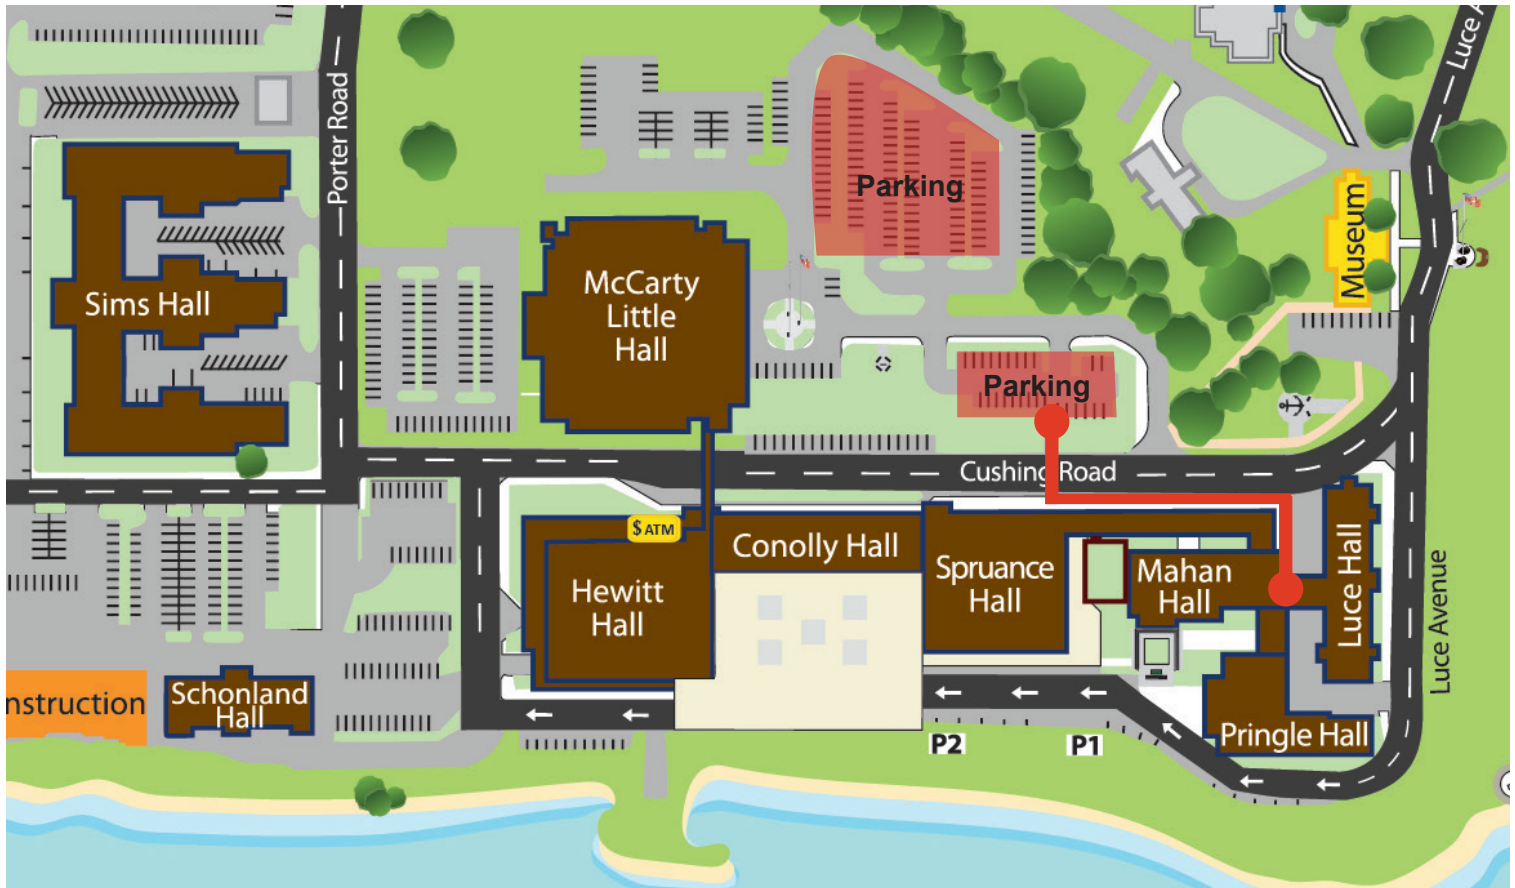 Luce A
Porter Road
Parking
Museum
McCarty
Little
Hall
Sims Hall
Parking
Cushing Road
$ ATM
Conolly Hall
Spruance
Hall
Mahan
Hall
Luce Hall
Hewitt
Hall
Luce Avenue
nstruction
Schonland
Hall
Pringle Hall
P2
P1